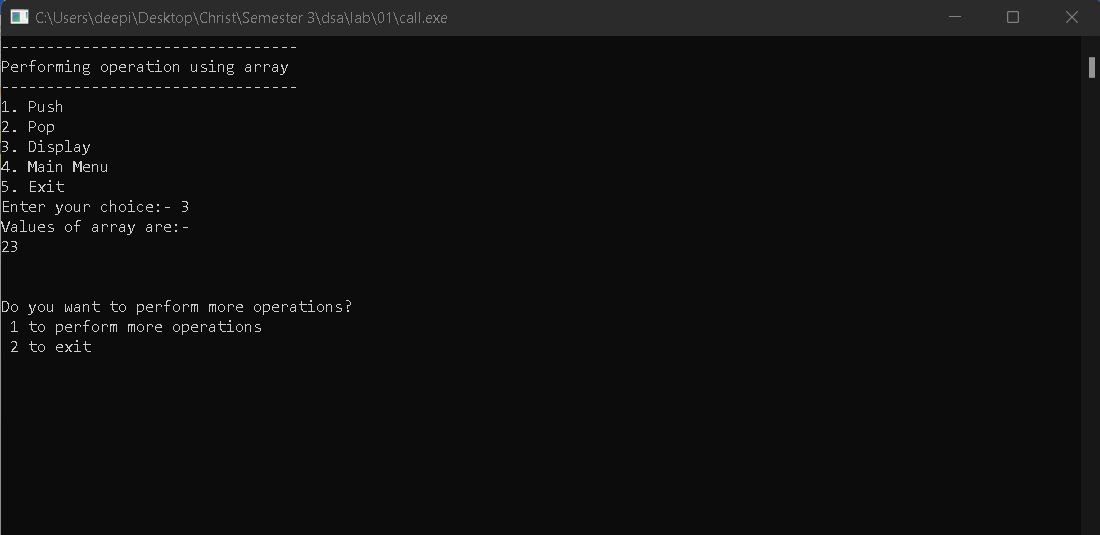 C:\Users\deepi\Desktop\Christ\Semester 3\dsa\lab\01\call.exe
---------------------------------
Performing operation using array
---------------------------------
1. Push
2. Pop
3. Display
4. Main Menu
5. Exit
Enter your choice:- 3
Values of array are:-
23
Do you want to perform more operations?
1 to perform more operations
2 to exit